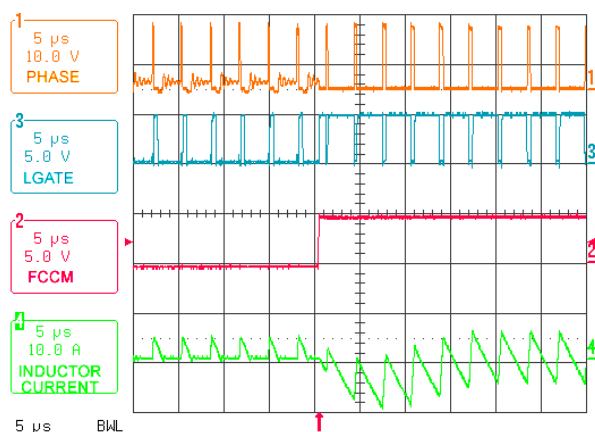 1
5 µs
10.0 V
PHASE
1
3
5 µs
5.0 V
LGATE
3
2
5 µs
5.0 V
FCCM
2
4
5 µs
10.0 A
INDUCTOR
CURRENT
4
5 µs BWL